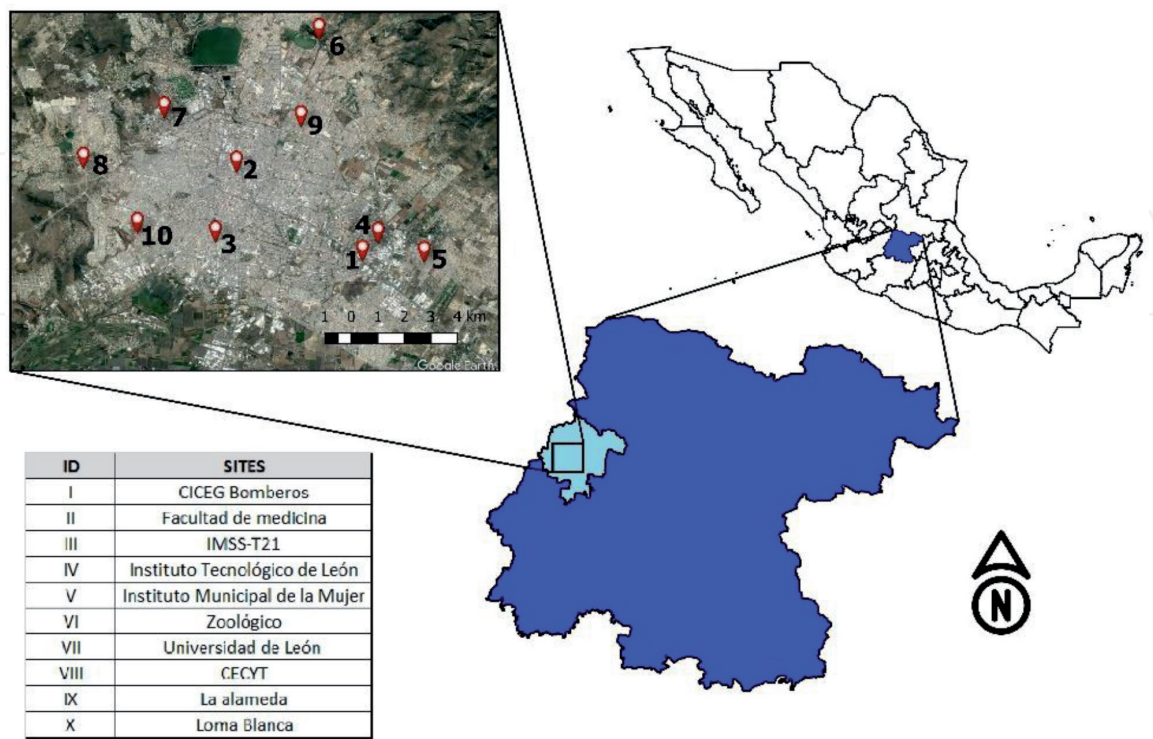 6
7
9
8
2
10
3
4
1
5
1 0 1 2 3 4 km
Google Earth
ID SITES
I CICEG Bomberos
II Facultad de medicina
III IMSS-T21
IV Instituto Tecnológico de León
V Instituto Municipal de la Mujer
VI Zoológico
VII Universidad de León
VIII CECYT
IX La alameda
X Loma Blanca
N